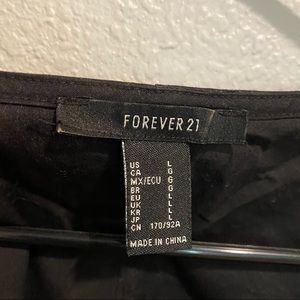 FOREVER 21
US L
CA G
MX/ECU G
BR G
EU L
UK L
KR L
JP L
CN 170/92A
MADE IN CHINA